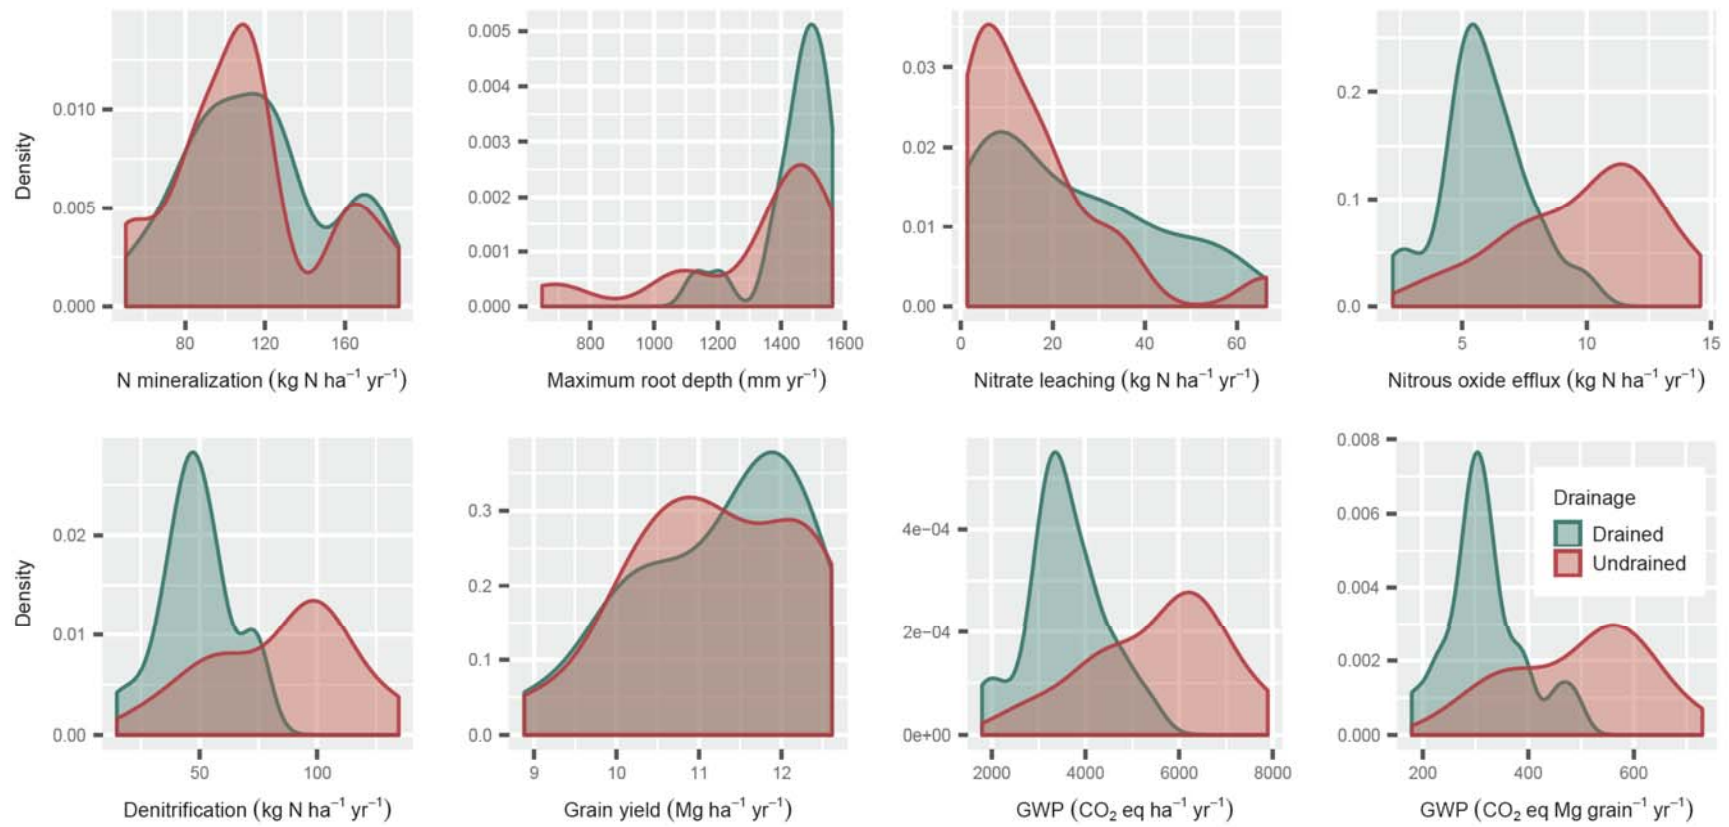 Density
0.010
0.005
0.000
80 120 160
N mineralization (kg N ha⁻¹ yr⁻¹)
0.005
0.004
0.003
0.002
0.001
0.000
800 1000 1200 1400 1600
Maximum root depth (mm yr⁻¹)
0.03
0.02
0.01
0.00
0 20 40 60
Nitrate leaching (kg N ha⁻¹ yr⁻¹)
0.2
0.1
0.0
5 10 15
Nitrous oxide efflux (kg N ha⁻¹ yr⁻¹)
Density
0.02
0.01
0.00
50 100
Denitrification (kg N ha⁻¹ yr⁻¹)
0.3
0.2
0.1
0.0
9 10 11 12
Grain yield (Mg ha⁻¹ yr⁻¹)
4e−04
2e−04
0e+00
2000 4000 6000 8000
GWP (CO₂ eq ha⁻¹ yr⁻¹)
0.008
0.006
0.004
0.002
0.000
200 400 600
GWP (CO₂ eq Mg grain⁻¹ yr⁻¹)
Drainage
Drained
Undrained